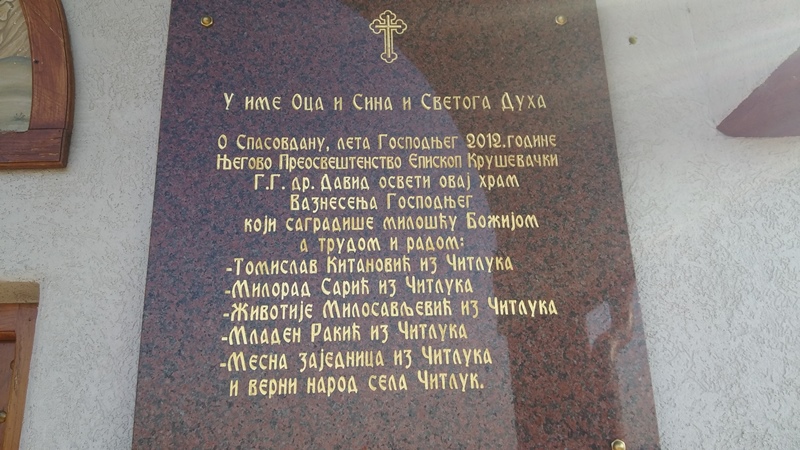 У име Оца и Сина и Светога Духа
О Спасовдану, лета Господњег 2012.године
Његово Преосвештенство Епископ Крушевачки
Г.Г. др. Давид освети овај храм
Вазнесења Господњег
који саградише милошћу Божијом
а трудом и радом:
-Томислав Китановић из Читлука
-Милорад Сарић из Читлука
-Животије Милосављевић из Читлука
-Младен Ракић из Читлука
-Месна заједница из Читлука
и верни народ села Читлук.